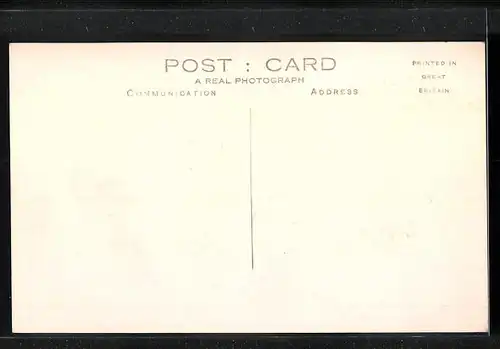 POST : CARD
A REAL PHOTOGRAPH
COMMUNICATION
ADDRESS
PRINTED IN
GREAT
BRITAIN